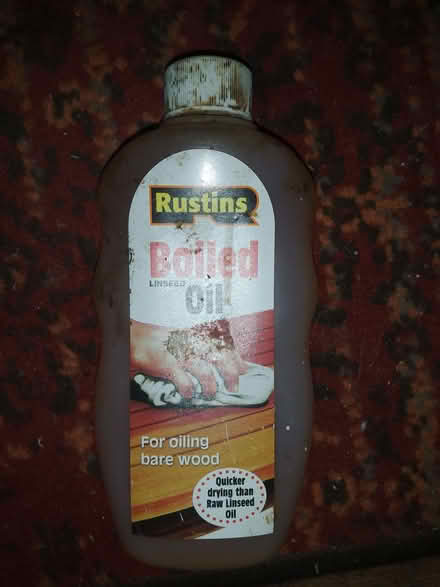 Rustins
Boiled
LINSEED
Oil
For oiling
bare wood
Quicker
drying than
Raw Linseed
Oil